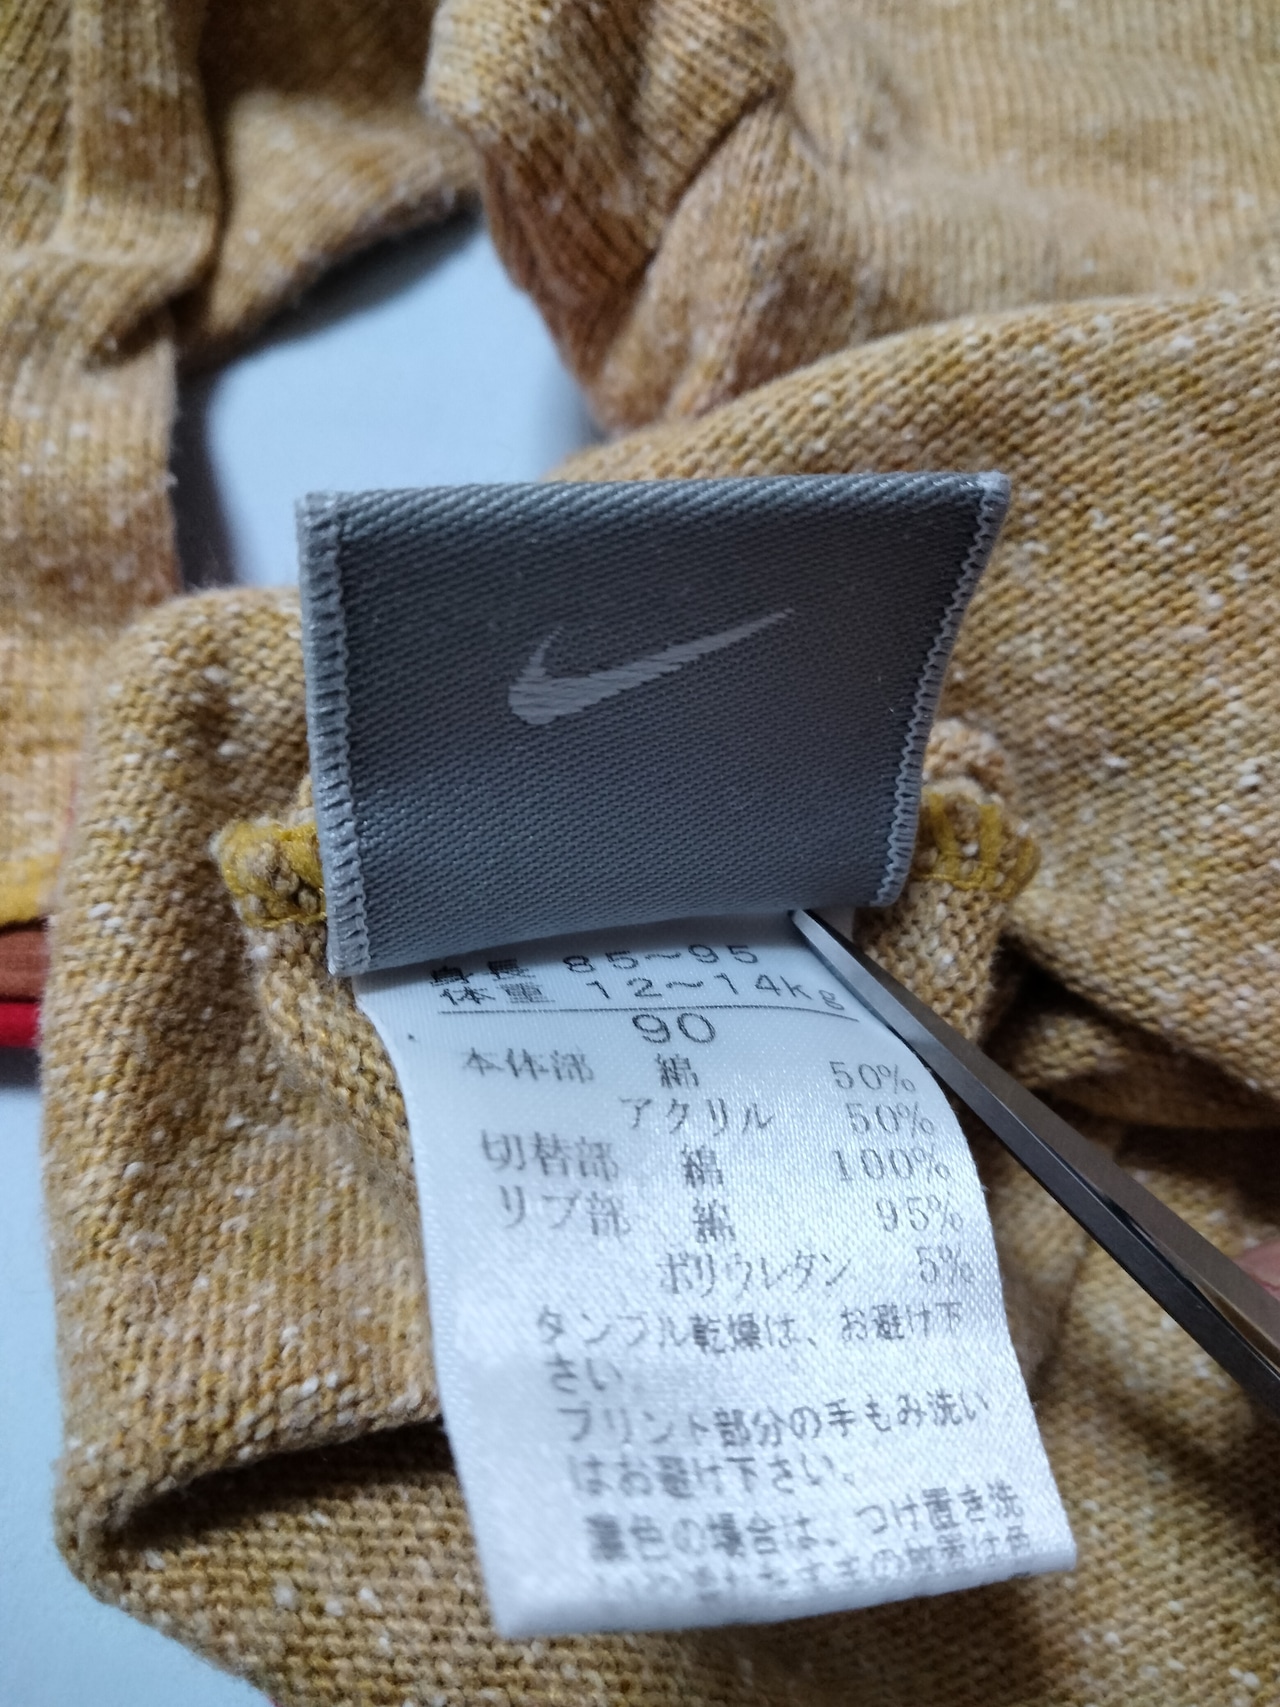 身長 85~95
体重 12~14kg
90
本体部 綿 50%
アクリル 50%
切替部 綿 100%
リブ部 綿 95%
ポリウレタン 5%
タンブル乾燥は、お避け下
さい
プリント部分の手もみ洗い
はお避け下さい。
濃色の場合は、つけ置き洗